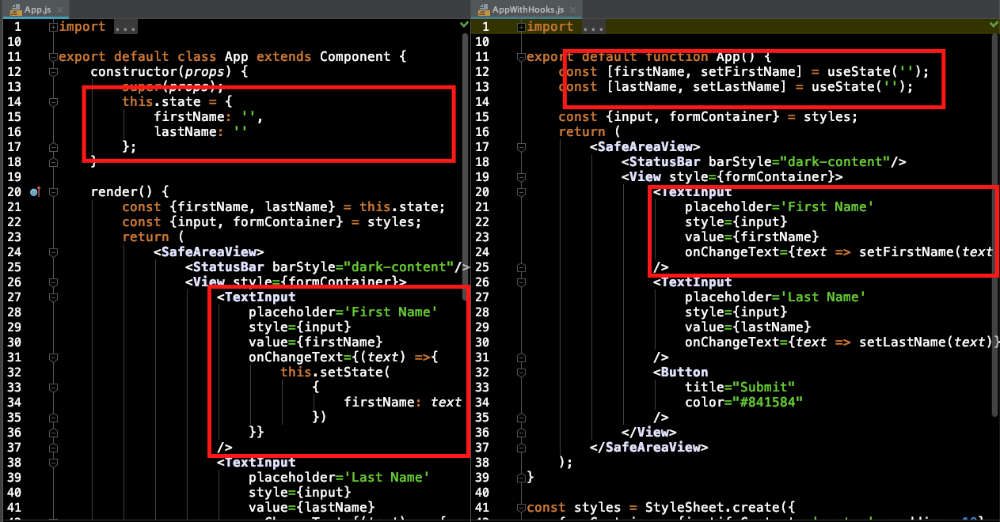 App.js
1 import ...
10
11 export default class App extends Component {
12 constructor(props) {
13 super(props);
14 this.state = {
15 firstName: '',
16 lastName: ''
17 };
18 }
19
20 render() {
21 const {firstName, lastName} = this.state;
22 const {input, formContainer} = styles;
23 return (
24 <SafeAreaView>
25 <StatusBar barStyle="dark-content"/>
26 <View style={formContainer}>
27 <TextInput
28 placeholder='First Name'
29 style={input}
30 value={firstName}
31 onChangeText={(text) =>{
32 this.setState(
33 {
34 firstName: text
35 })
36 }}
37 />
38 <TextInput
39 placeholder='Last Name'
40 style={input}
41 value={lastName}
AppWithHooks.js
1 import ...
10
11 export default function App() {
12 const [firstName, setFirstName] = useState('');
13 const [lastName, setLastName] = useState('');
14
15 const {input, formContainer} = styles;
16 return (
17 <SafeAreaView>
18 <StatusBar barStyle="dark-content"/>
19 <View style={formContainer}>
20 <TextInput
21 placeholder='First Name'
22 style={input}
23 value={firstName}
24 onChangeText={text => setFirstName(text
25 />
26 <TextInput
27 placeholder='Last Name'
28 style={input}
29 value={lastName}
30 onChangeText={text => setLastName(text)}
31 />
32 <Button
33 title="Submit"
34 color="#841584"
35 />
36 </View>
37 </SafeAreaView>
38 );
39 }
40
41 const styles = StyleSheet.create({